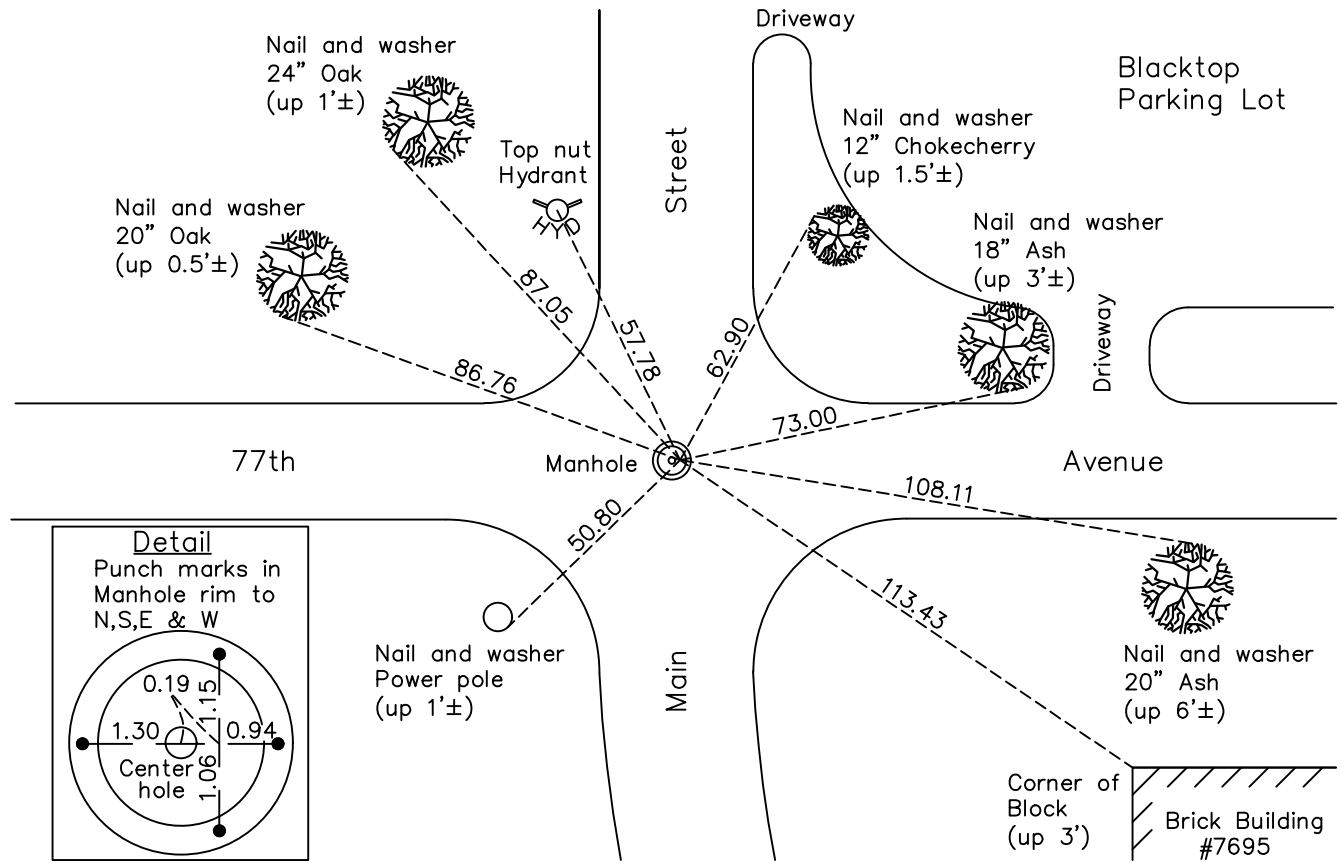 Driveway
Nail and washer
24” Oak
(up 1’±)
Blacktop
Parking Lot
Nail and washer
12” Chokecherry
(up 1.5’±)
Top nut
Hydrant
HYD
Street
Nail and washer
20” Oak
(up 0.5’±)
Nail and washer
18” Ash
(up 3’±)
87.05
57.78
62.90
Driveway
86.76
73.00
77th
Manhole
Avenue
108.11
50.80
113.43
Detail
Punch marks in
Manhole rim to
N,S,E & W
0.19
1.15
1.30
0.94
1.06
Center
hole
Nail and washer
Power pole
(up 1’±)
Main
Nail and washer
20” Ash
(up 6’±)
Corner of
Block
(up 3’)
Brick Building
#7695